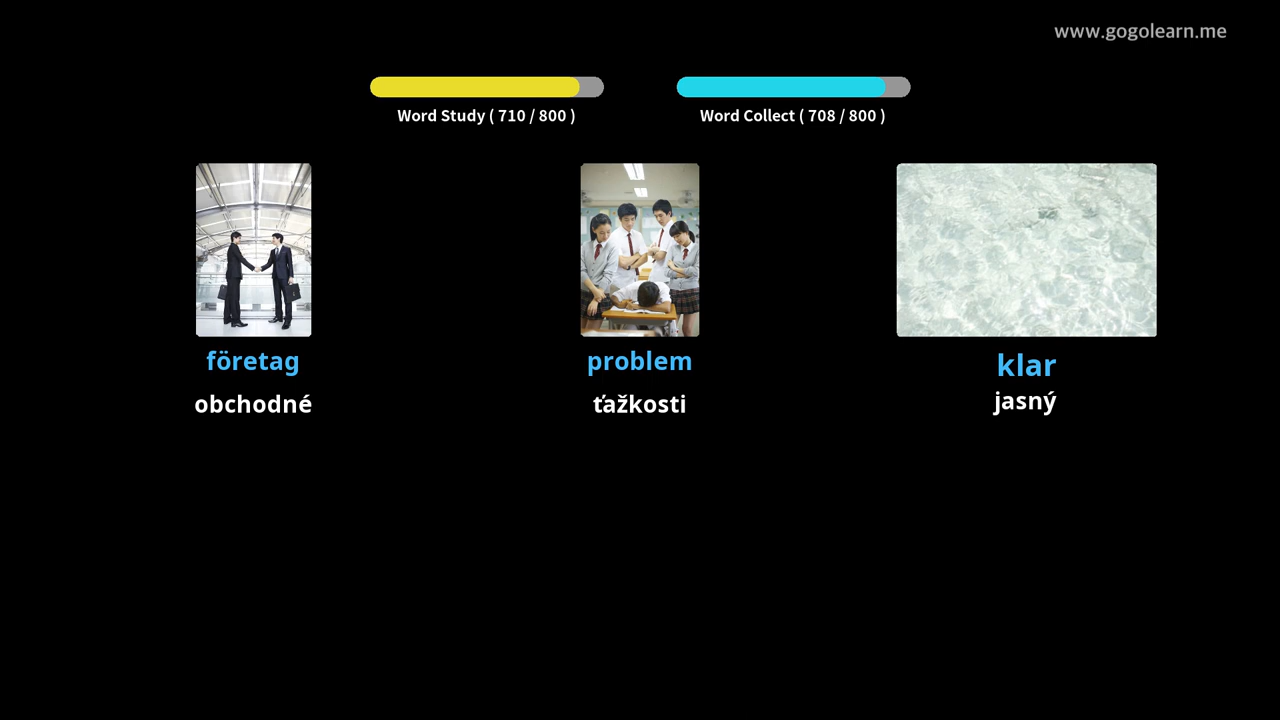 www.gogolearn.me
Word Study ( 710 / 800 )
Word Collect ( 708 / 800 )
företag
problem
klar
obchodné
ťažkosti
jasný